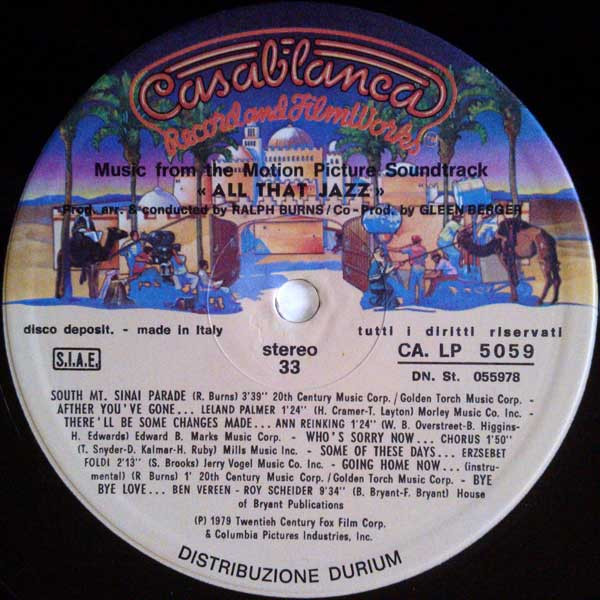 Casablanca
Record and FilmWorks
Music from the Motion Picture Soundtrack
« ALL THAT JAZZ »
Prod. arr. & conducted by RALPH BURNS / Co-Prod. by GLEEN BERGER
disco deposit. - made in Italy
tutti i diritti riservati
S.I.A.E.
stereo
33
CA. LP 5059
DN. St. 055978
SOUTH MT. SINAI PARADE (R. Burns) 3'39" 20th Century Music Corp./Golden Torch Music Corp. -
AFTHER YOU'VE GONE... LELAND PALMER 1'24" (H. Cramer-T. Layton) Morley Music Co. Inc. -
THERE'LL BE SOME CHANGES MADE... ANN REINKING 1'24" (W. B. Overstreet-B. Higgins-
H. Edwards) Edward B. Marks Music Corp. - WHO'S SORRY NOW... CHORUS 1'50"
(T. Snyder-D. Kalmar-H. Ruby) Mills Music Inc. - SOME OF THESE DAYS... ERZSEBET
FOLDI 2'13" (S. Brooks) Jerry Vogel Music Co. Inc. - GOING HOME NOW... (instru-
mental) (R Burns) 1' 20th Century Music Corp./Golden Torch Music Corp. - BYE
BYE LOVE... BEN VEREEN - ROY SCHEIDER 9'34" (B. Bryant-F. Bryant) House
of Bryant Publications
(P) 1979 Twentieh Century Fox Film Corp.
& Columbia Pictures Industries, Inc.
DISTRIBUZIONE DURIUM